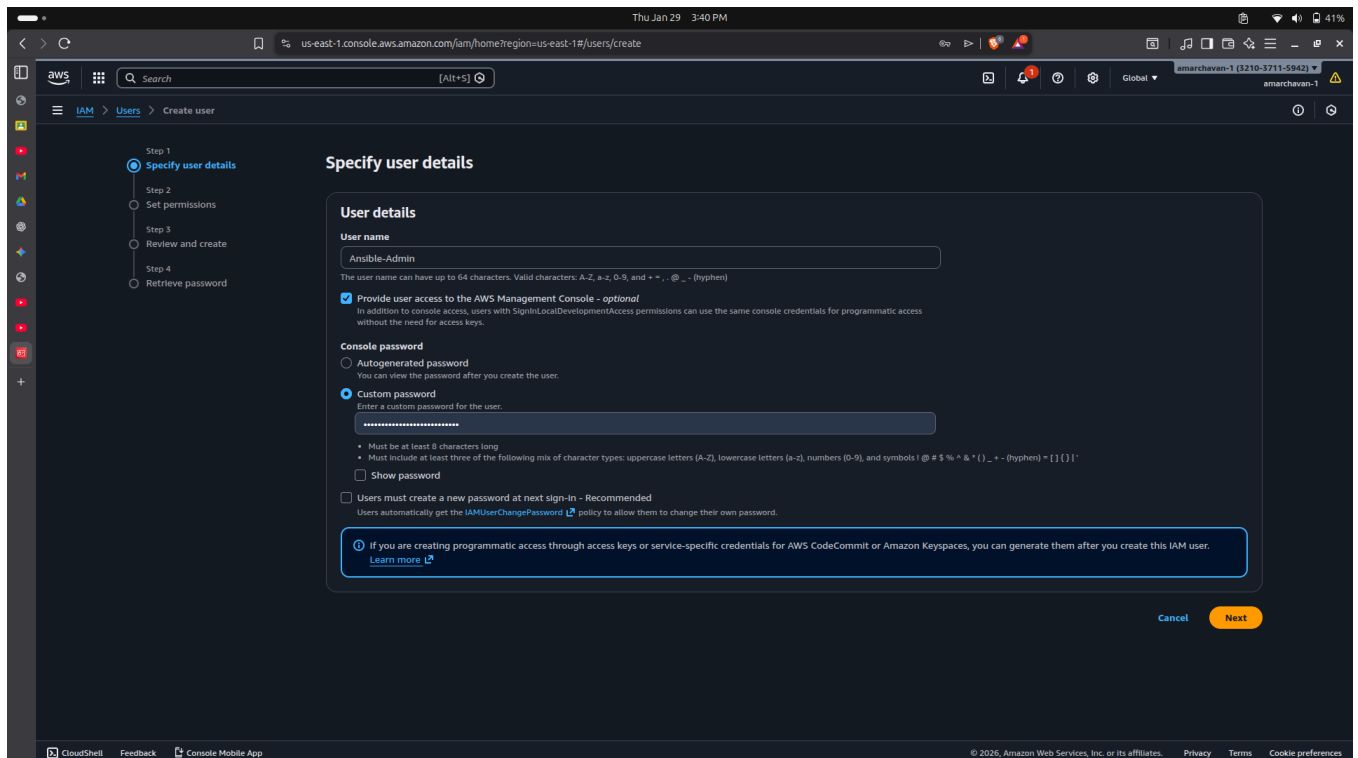 Thu Jan 29 3:40 PM
41%
us-east-1.console.aws.amazon.com/iam/home?region=us-east-1#/users/create
aws
Search
[Alt+S]
1
Global
amarchavan-1 (3210-3711-5942)
amarchavan-1
IAM > Users > Create user
Step 1
Specify user details
Step 2
Set permissions
Step 3
Review and create
Step 4
Retrieve password
Specify user details
User details
User name
Ansible-Admin
The user name can have up to 64 characters. Valid characters: A-Z, a-z, 0-9, and + = , . @ _ - (hyphen)
Provide user access to the AWS Management Console - optional
In addition to console access, users with SignInLocalDevelopmentAccess permissions can use the same console credentials for programmatic access
without the need for access keys.
Console password
Autogenerated password
You can view the password after you create the user.
Custom password
Enter a custom password for the user.
• Must be at least 8 characters long
• Must include at least three of the following mix of character types: uppercase letters (A-Z), lowercase letters (a-z), numbers (0-9), and symbols ! @ # $ % ^ & * ( ) _ + - (hyphen) = [ ] { } | '
Show password
Users must create a new password at next sign-in - Recommended
Users automatically get the IAMUserChangePassword policy to allow them to change their own password.
If you are creating programmatic access through access keys or service-specific credentials for AWS CodeCommit or Amazon Keyspaces, you can generate them after you create this IAM user.
Learn more
Cancel
Next
CloudShell Feedback Console Mobile App
© 2026, Amazon Web Services, Inc. or its affiliates. Privacy Terms Cookie preferences